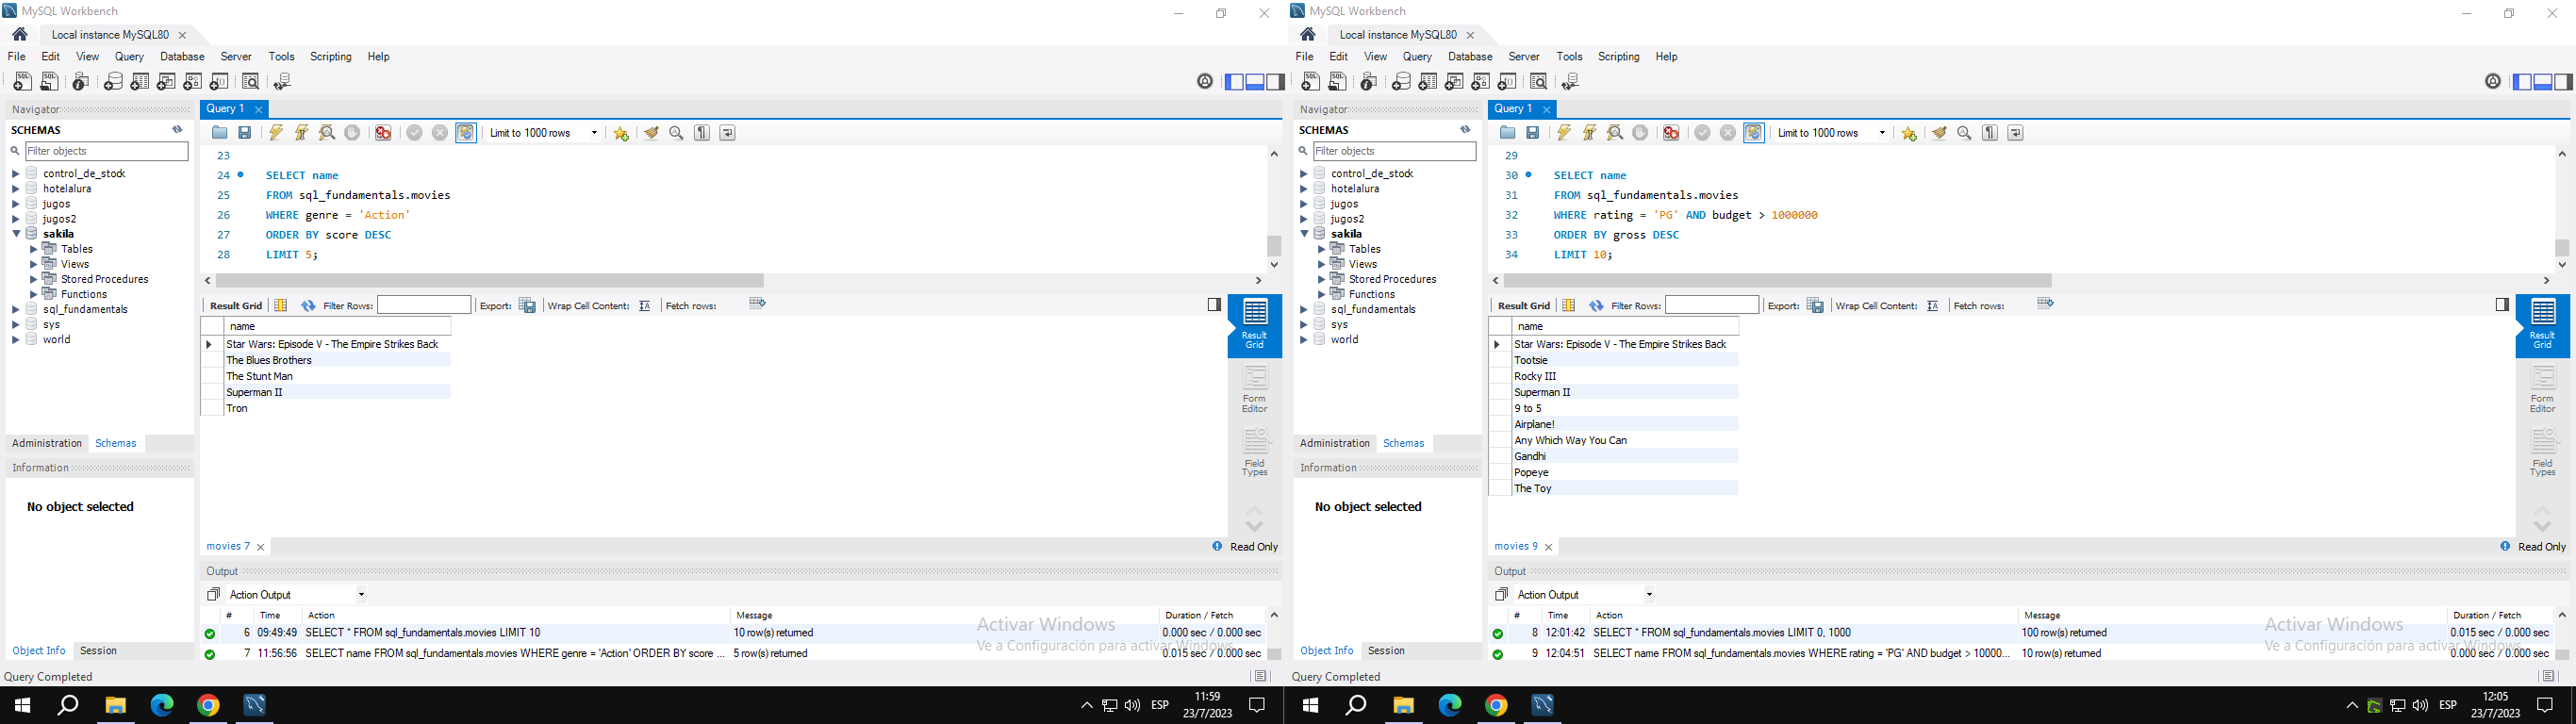 MySQL Workbench
Local instance MySQL80
File Edit View Query Database Server Tools Scripting Help
Navigator
SCHEMAS
Filter objects
control_de_stock
hotelalura
jugos
jugos2
sakila
Tables
Views
Stored Procedures
Functions
sql_fundamentals
sys
world
Administration Schemas
Information
No object selected
Object Info Session
Query 1
Limit to 1000 rows
23
24 SELECT name
25 FROM sql_fundamentals.movies
26 WHERE genre = 'Action'
27 ORDER BY score DESC
28 LIMIT 5;
Result Grid Filter Rows: Export: Wrap Cell Content: Fetch rows:
name
Star Wars: Episode V - The Empire Strikes Back
The Blues Brothers
The Stunt Man
Superman II
Tron
Result Grid
Form Editor
Field Types
movies 7 Read Only
Output
Action Output
# Time Action Message Duration / Fetch
6 09:49:49 SELECT * FROM sql_fundamentals.movies LIMIT 10 10 row(s) returned 0.000 sec / 0.000 sec
7 11:56:56 SELECT name FROM sql_fundamentals.movies WHERE genre = 'Action' ORDER BY score ... 5 row(s) returned 0.015 sec / 0.000 sec
Activar Windows
Ve a Configuración para activar Windows.
Query Completed
ESP
11:59
23/7/2023
MySQL Workbench
Local instance MySQL80
File Edit View Query Database Server Tools Scripting Help
Navigator
SCHEMAS
Filter objects
control_de_stock
hotelalura
jugos
jugos2
sakila
Tables
Views
Stored Procedures
Functions
sql_fundamentals
sys
world
Administration Schemas
Information
No object selected
Object Info Session
Query 1
Limit to 1000 rows
29
30 SELECT name
31 FROM sql_fundamentals.movies
32 WHERE rating = 'PG' AND budget > 1000000
33 ORDER BY gross DESC
34 LIMIT 10;
Result Grid Filter Rows: Export: Wrap Cell Content: Fetch rows:
name
Star Wars: Episode V - The Empire Strikes Back
Tootsie
Rocky III
Superman II
9 to 5
Airplane!
Any Which Way You Can
Gandhi
Popeye
The Toy
Result Grid
Form Editor
Field Types
movies 9 Read Only
Output
Action Output
# Time Action Message Duration / Fetch
8 12:01:42 SELECT * FROM sql_fundamentals.movies LIMIT 0, 1000 100 row(s) returned 0.015 sec / 0.000 sec
9 12:04:51 SELECT name FROM sql_fundamentals.movies WHERE rating = 'PG' AND budget > 10000... 10 row(s) returned 0.000 sec / 0.000 sec
Activar Windows
Ve a Configuración para activar Windows.
Query Completed
ESP
12:05
23/7/2023